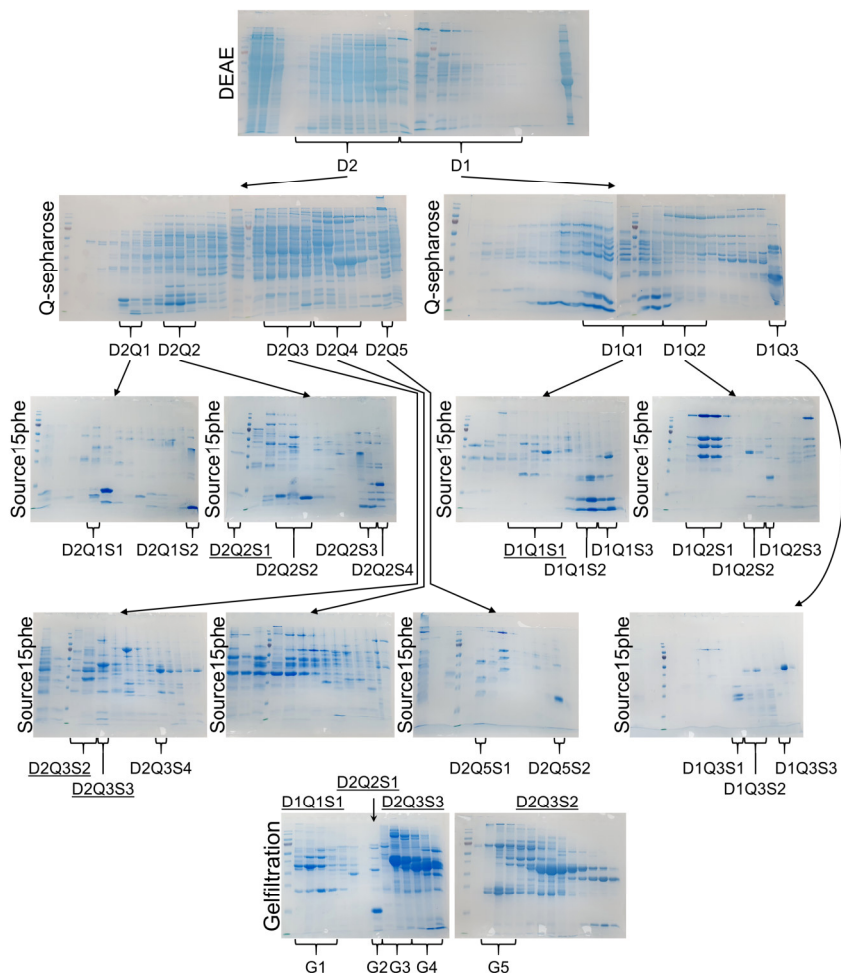 DEAE
D2 D1
Q-sepharose Q-sepharose
D2Q1 D2Q2 D2Q3 D2Q4 D2Q5 D1Q1 D1Q2 D1Q3
Source15phe Source15phe Source15phe Source15phe
D2Q1S1 D2Q1S2 D2Q2S1 D2Q2S3 D1Q1S1 D1Q1S3 D1Q2S1 D1Q2S3
D2Q2S2 D2Q2S4 D1Q1S2 D1Q2S2
Source15phe Source15phe Source15phe Source15phe
D2Q3S2 D2Q3S4 D2Q5S1 D2Q5S2 D1Q3S1 D1Q3S3
D2Q3S3 D1Q3S2
D2Q2S1
D1Q1S1 D2Q3S3 D2Q3S2
Gelfiltration
G1 G2 G3 G4 G5